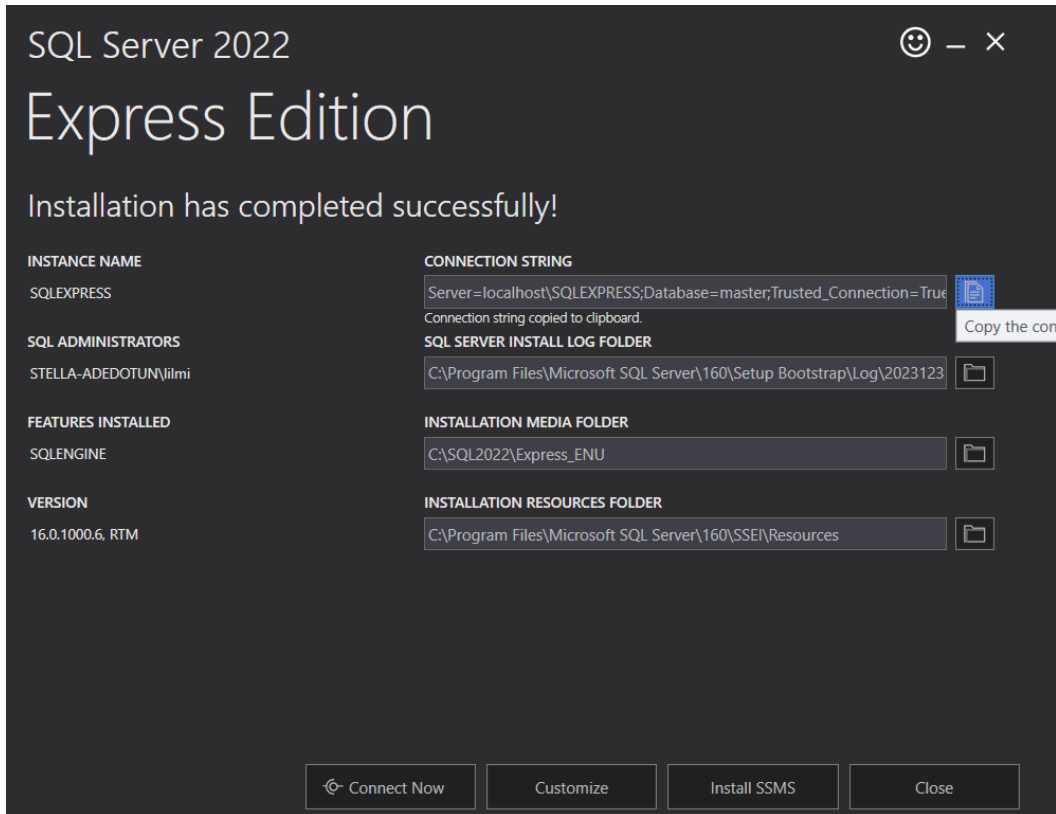 SQL Server 2022
Express Edition
Installation has completed successfully!
INSTANCE NAME
SQLEXPRESS
CONNECTION STRING
Server=localhost\SQLEXPRESS;Database=master;Trusted_Connection=True
Connection string copied to clipboard.
Copy the con
SQL ADMINISTRATORS
STELLA-ADEDOTUN\lilmi
SQL SERVER INSTALL LOG FOLDER
C:\Program Files\Microsoft SQL Server\160\Setup Bootstrap\Log\2023123
FEATURES INSTALLED
SQLENGINE
INSTALLATION MEDIA FOLDER
C:\SQL2022\Express_ENU
VERSION
16.0.1000.6, RTM
INSTALLATION RESOURCES FOLDER
C:\Program Files\Microsoft SQL Server\160\SSEI\Resources
Connect Now
Customize
Install SSMS
Close